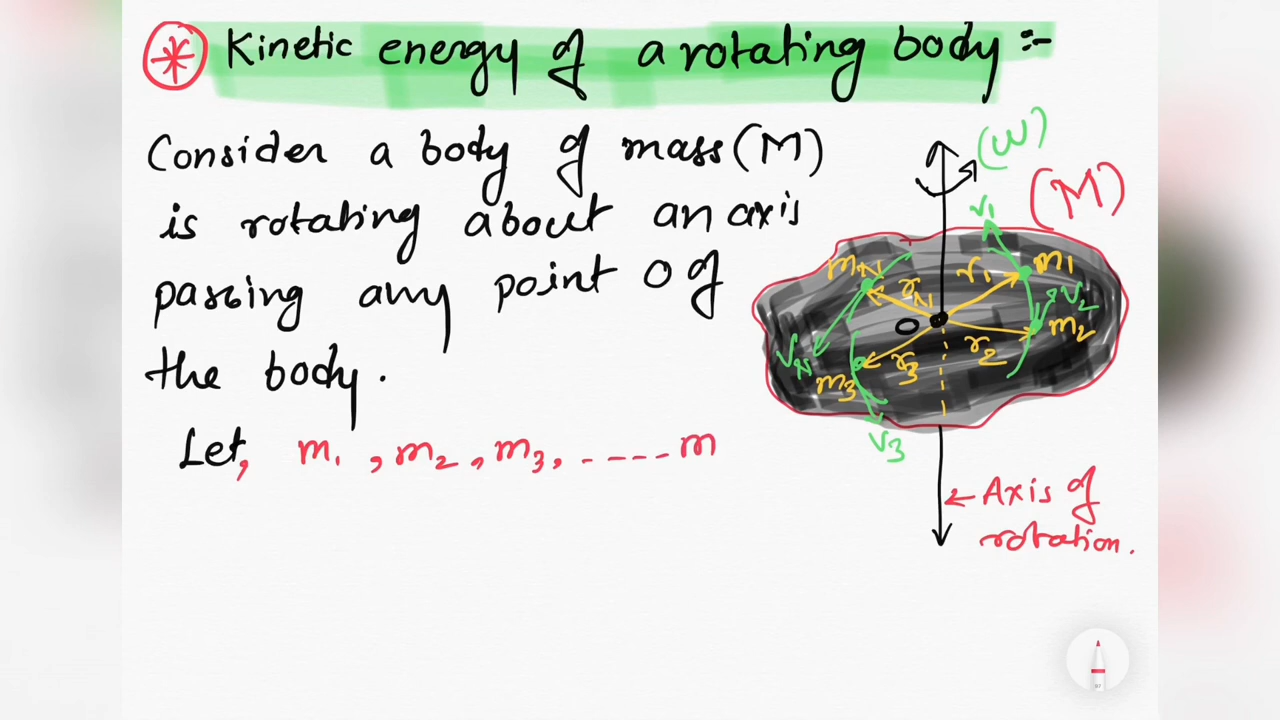 * Kinetic energy of a rotating body :-
Consider a body of mass (M)
is rotating about an axis
passing any point O of
the body.
Let, m₁, m₂, m₃, ..... m
(ω)
(M)
v₁
m_N
r_N
r₁
m₁
v₂
O
m₂
r₂
v_N
m₃
r₃
v₃
← Axis of
rotation.